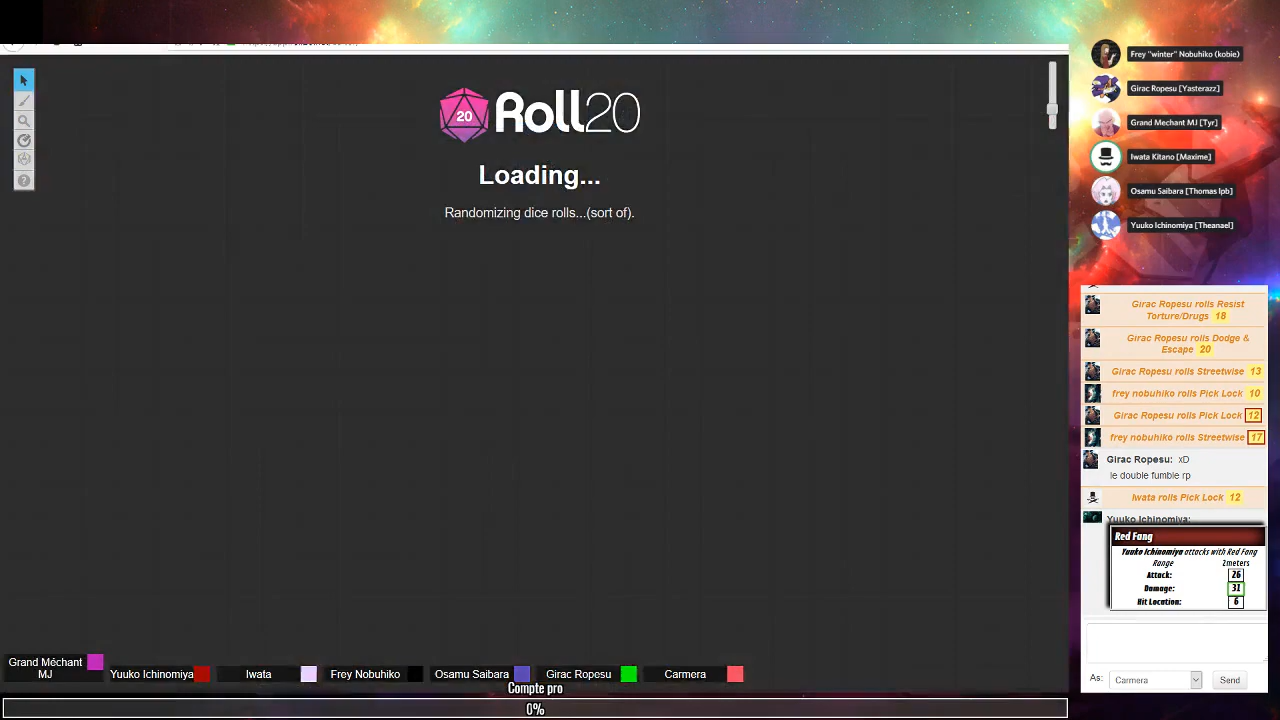 20 Roll20
Loading...
Randomizing dice rolls...(sort of).
Frey "winter" Nobuhiko (kobie)
Girac Ropesu [Yasterazz]
Grand Mechant MJ [Tyr]
Iwata Kitano [Maxime]
Osamu Saibara [Thomas lpb]
Yuuko Ichinomiya [Theanael]
Girac Ropesu rolls Resist
Torture/Drugs 18
Girac Ropesu rolls Dodge &
Escape 20
Girac Ropesu rolls Streetwise 13
frey nobuhiko rolls Pick Lock 10
Girac Ropesu rolls Pick Lock 12
frey nobuhiko rolls Streetwise 17
Girac Ropesu: xD
le double fumble rp
Iwata rolls Pick Lock 12
Yuuko Ichinomiya:
Red Fang
Yuuko Ichinomiya attacks with Red Fang
Range 2meters
Attack: 26
Damage: 31
Hit Location: 6
As: Carmera Send
Grand Méchant
MJ
Yuuko Ichinomiya
Iwata
Frey Nobuhiko
Osamu Saibara
Girac Ropesu
Carmera
Compte pro
0%